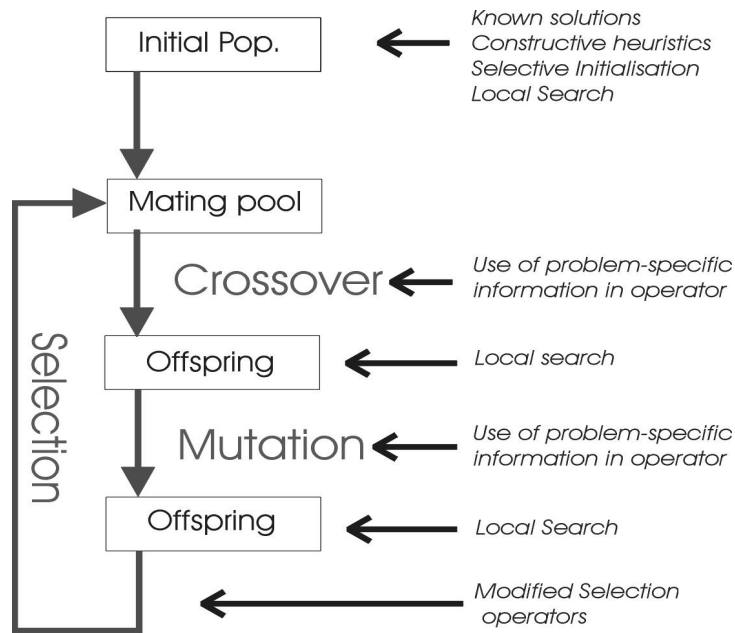 Initial Pop.
Known solutions
Constructive heuristics
Selective Initialisation
Local Search
Mating pool
Crossover
Use of problem-specific
information in operator
Offspring
Local search
Selection
Mutation
Use of problem-specific
information in operator
Offspring
Local Search
Modified Selection
operators